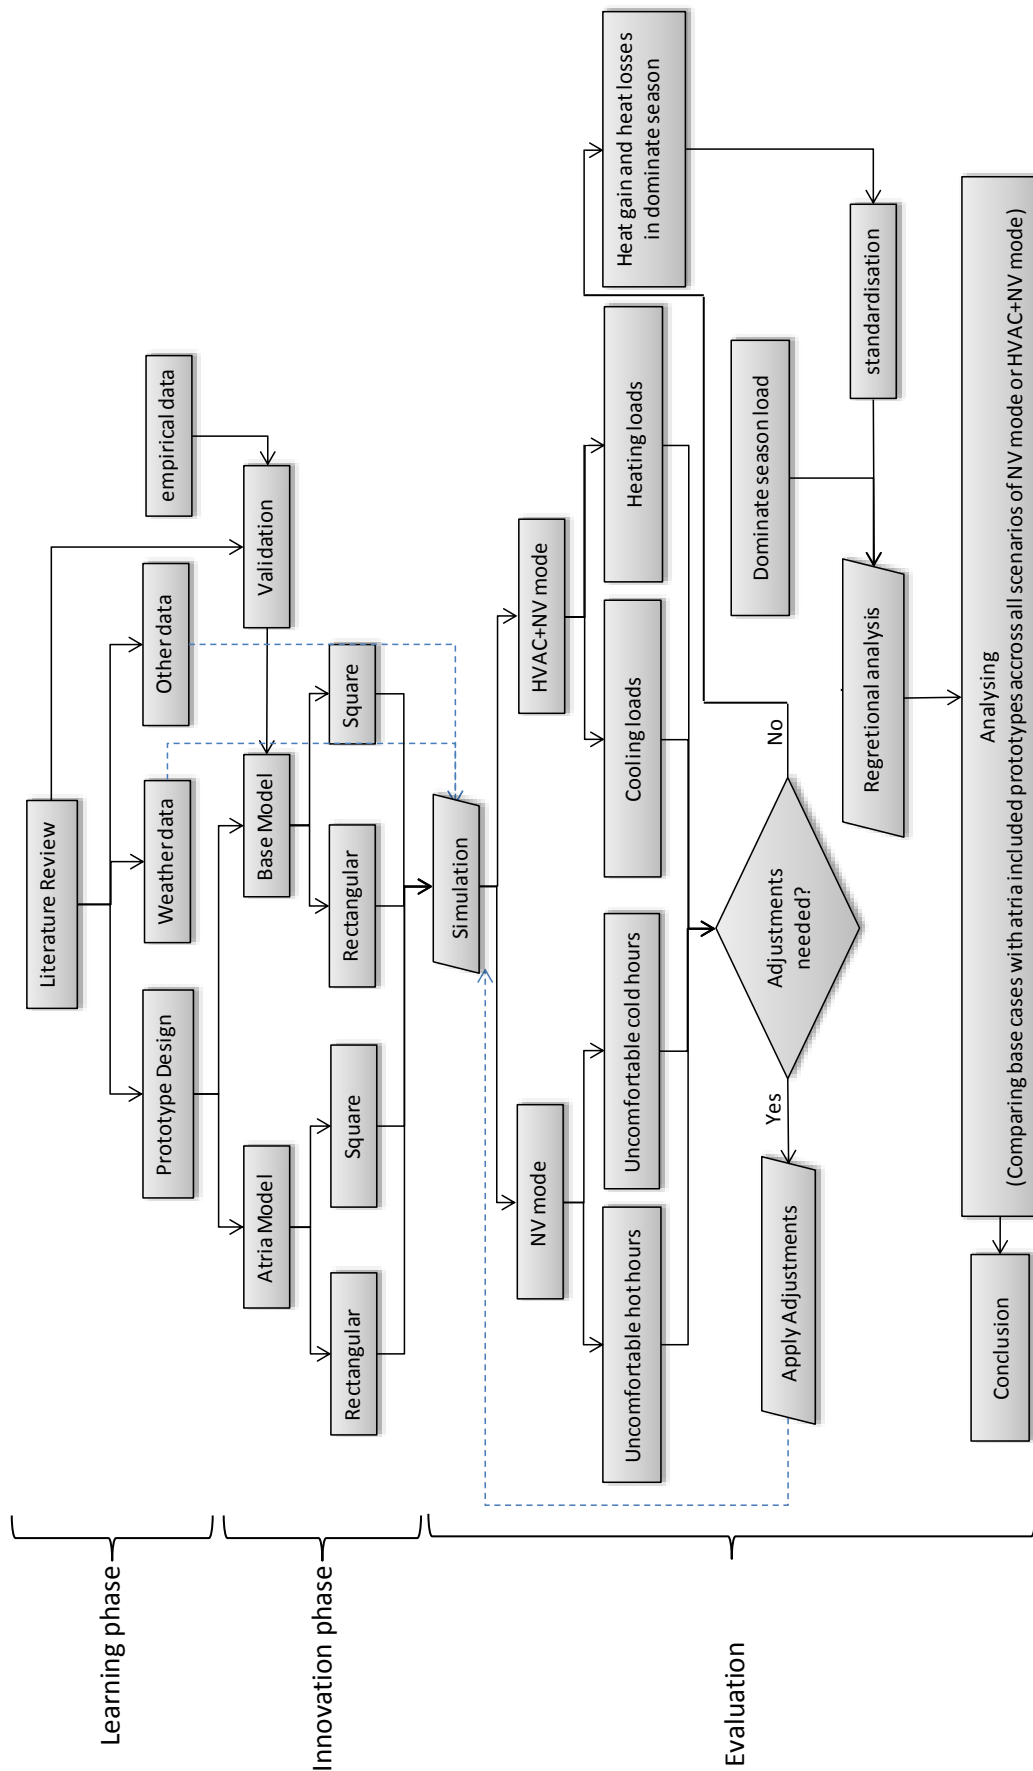 Learning phase
Literature Review
Prototype Design
Weather data
Other data
empirical data
Innovation phase
Atria Model
Base Model
Validation
Rectangular
Square
Rectangular
Square
Evaluation
Simulation
NV mode
HVAC+NV mode
Uncomfortable hot hours
Uncomfortable cold hours
Cooling loads
Heating loads
Heat gain and heat losses
in dominate season
Apply Adjustments
Yes
Adjustments
needed?
No
Dominate season load
Regretional analysis
standardisation
Conclusion
Analysing
(Comparing base cases with atria included prototypes accross all scenarios of NV mode or HVAC+NV mode)